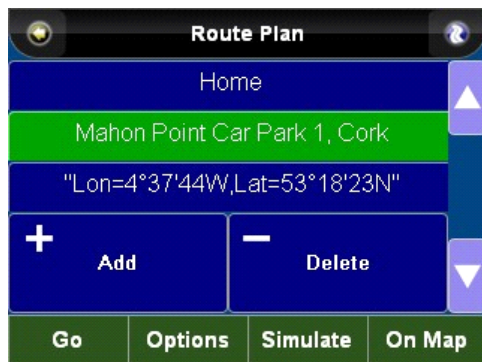 Route Plan
Home
Mahon Point Car Park 1, Cork
"Lon=4°37'44W,Lat=53°18'23N"
+ Add
− Delete
Go Options Simulate On Map